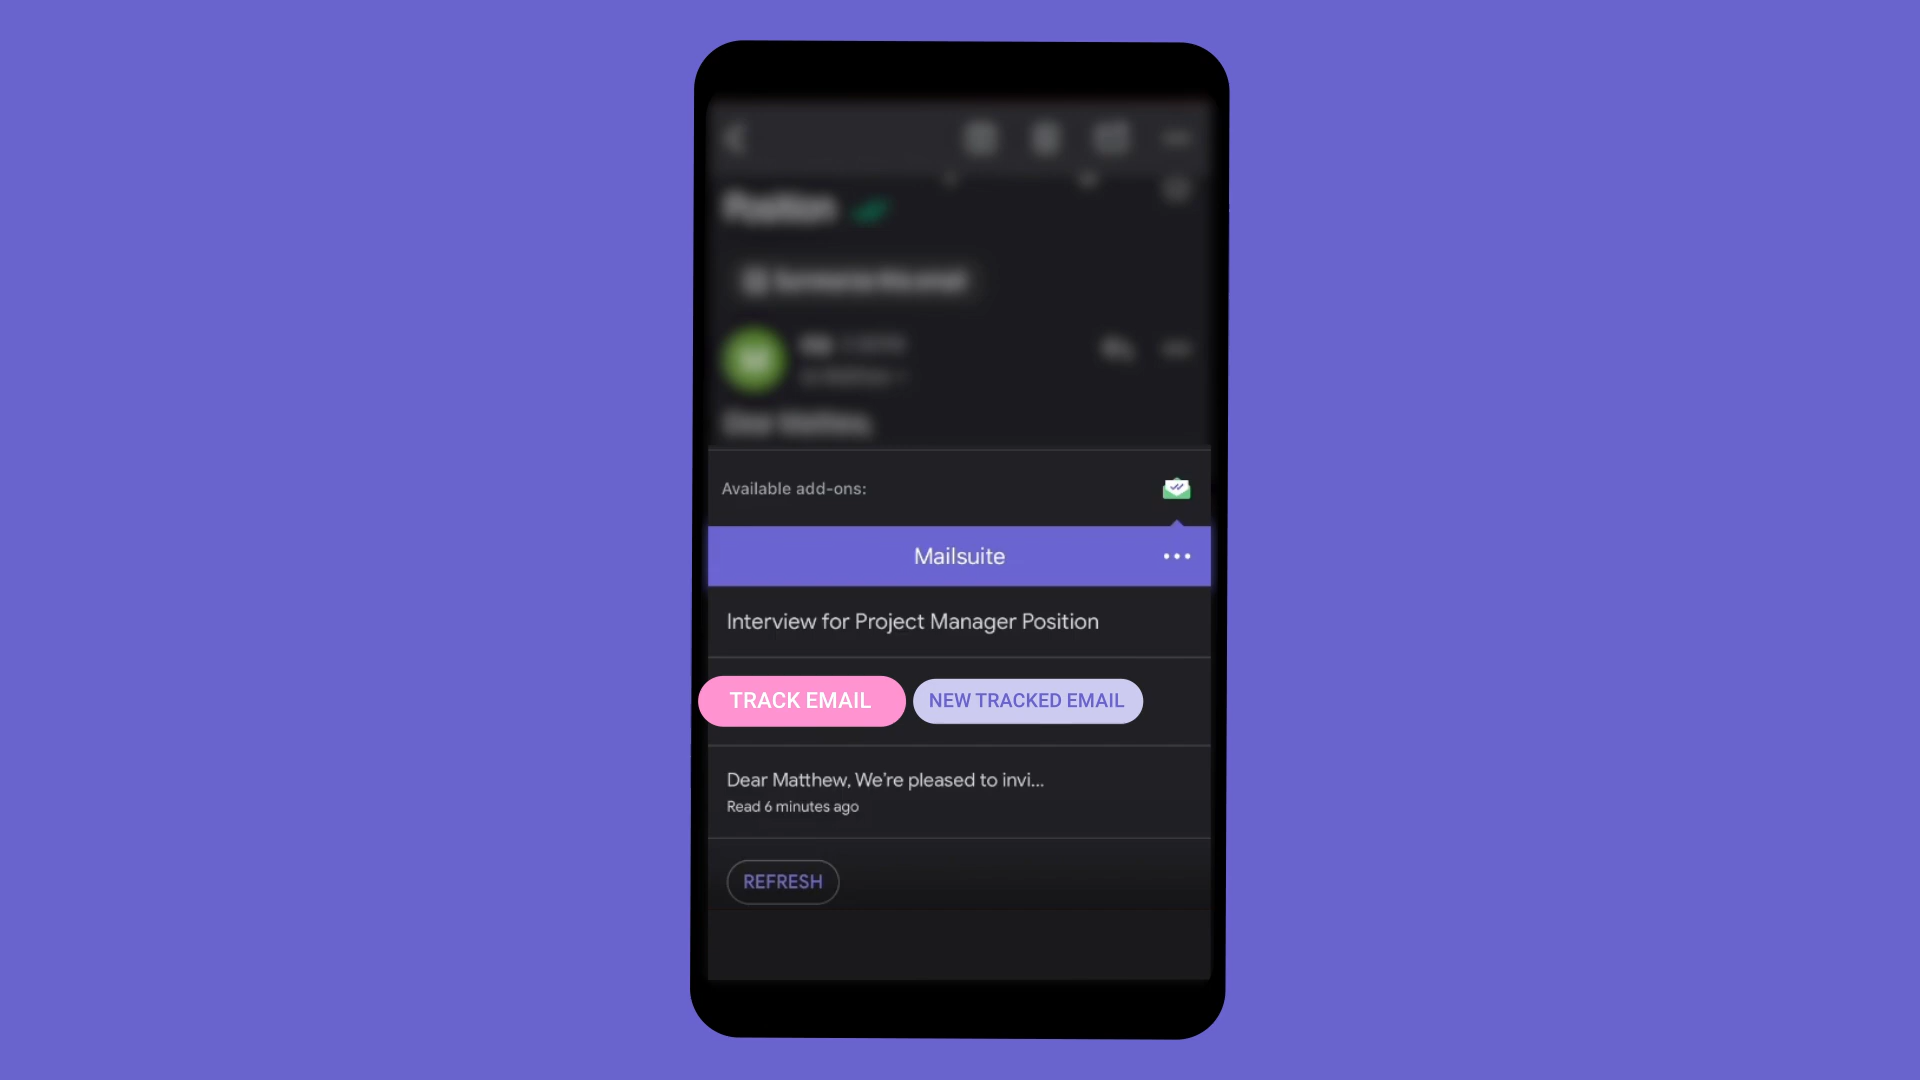 Position
Available add-ons:
Mailsuite
Interview for Project Manager Position
TRACK EMAIL
NEW TRACKED EMAIL
Dear Matthew, We're pleased to invi...
Read 6 minutes ago
REFRESH